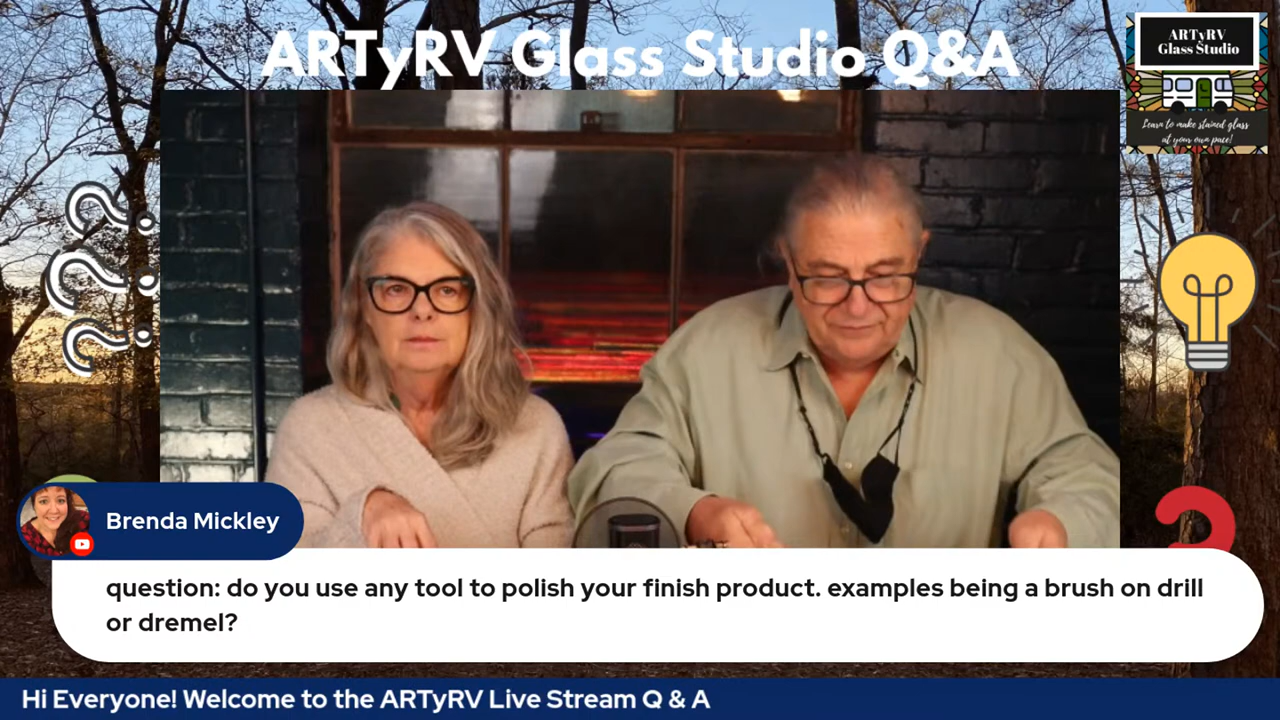 ARTyRV Glass Studio Q&A
ARTyRV
Glass Studio
Learn to make stained glass
at your own pace!
Brenda Mickley
question: do you use any tool to polish your finish product. examples being a brush on drill
or dremel?
Hi Everyone! Welcome to the ARTyRV Live Stream Q & A